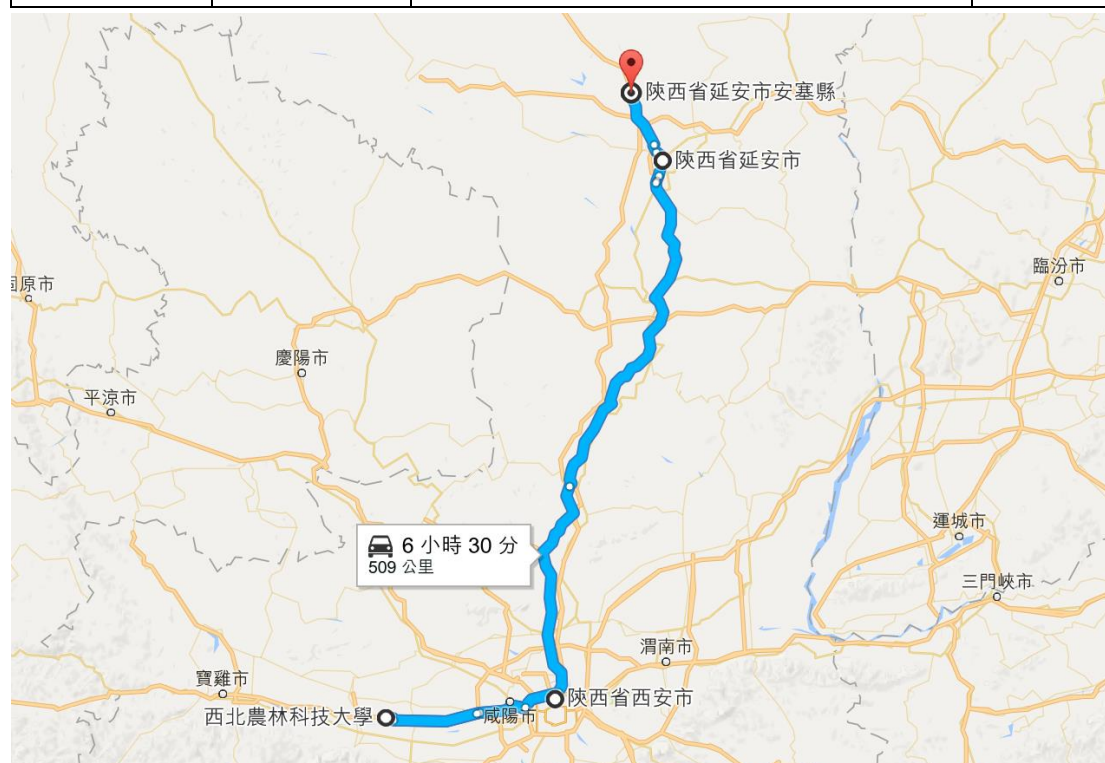 陝西省延安市安塞縣
陝西省延安市
臨汾市
固原市
慶陽市
平涼市
運城市
6 小時 30 分
509 公里
三門峽市
渭南市
寶雞市
陝西省西安市
西北農林科技大學
咸陽市